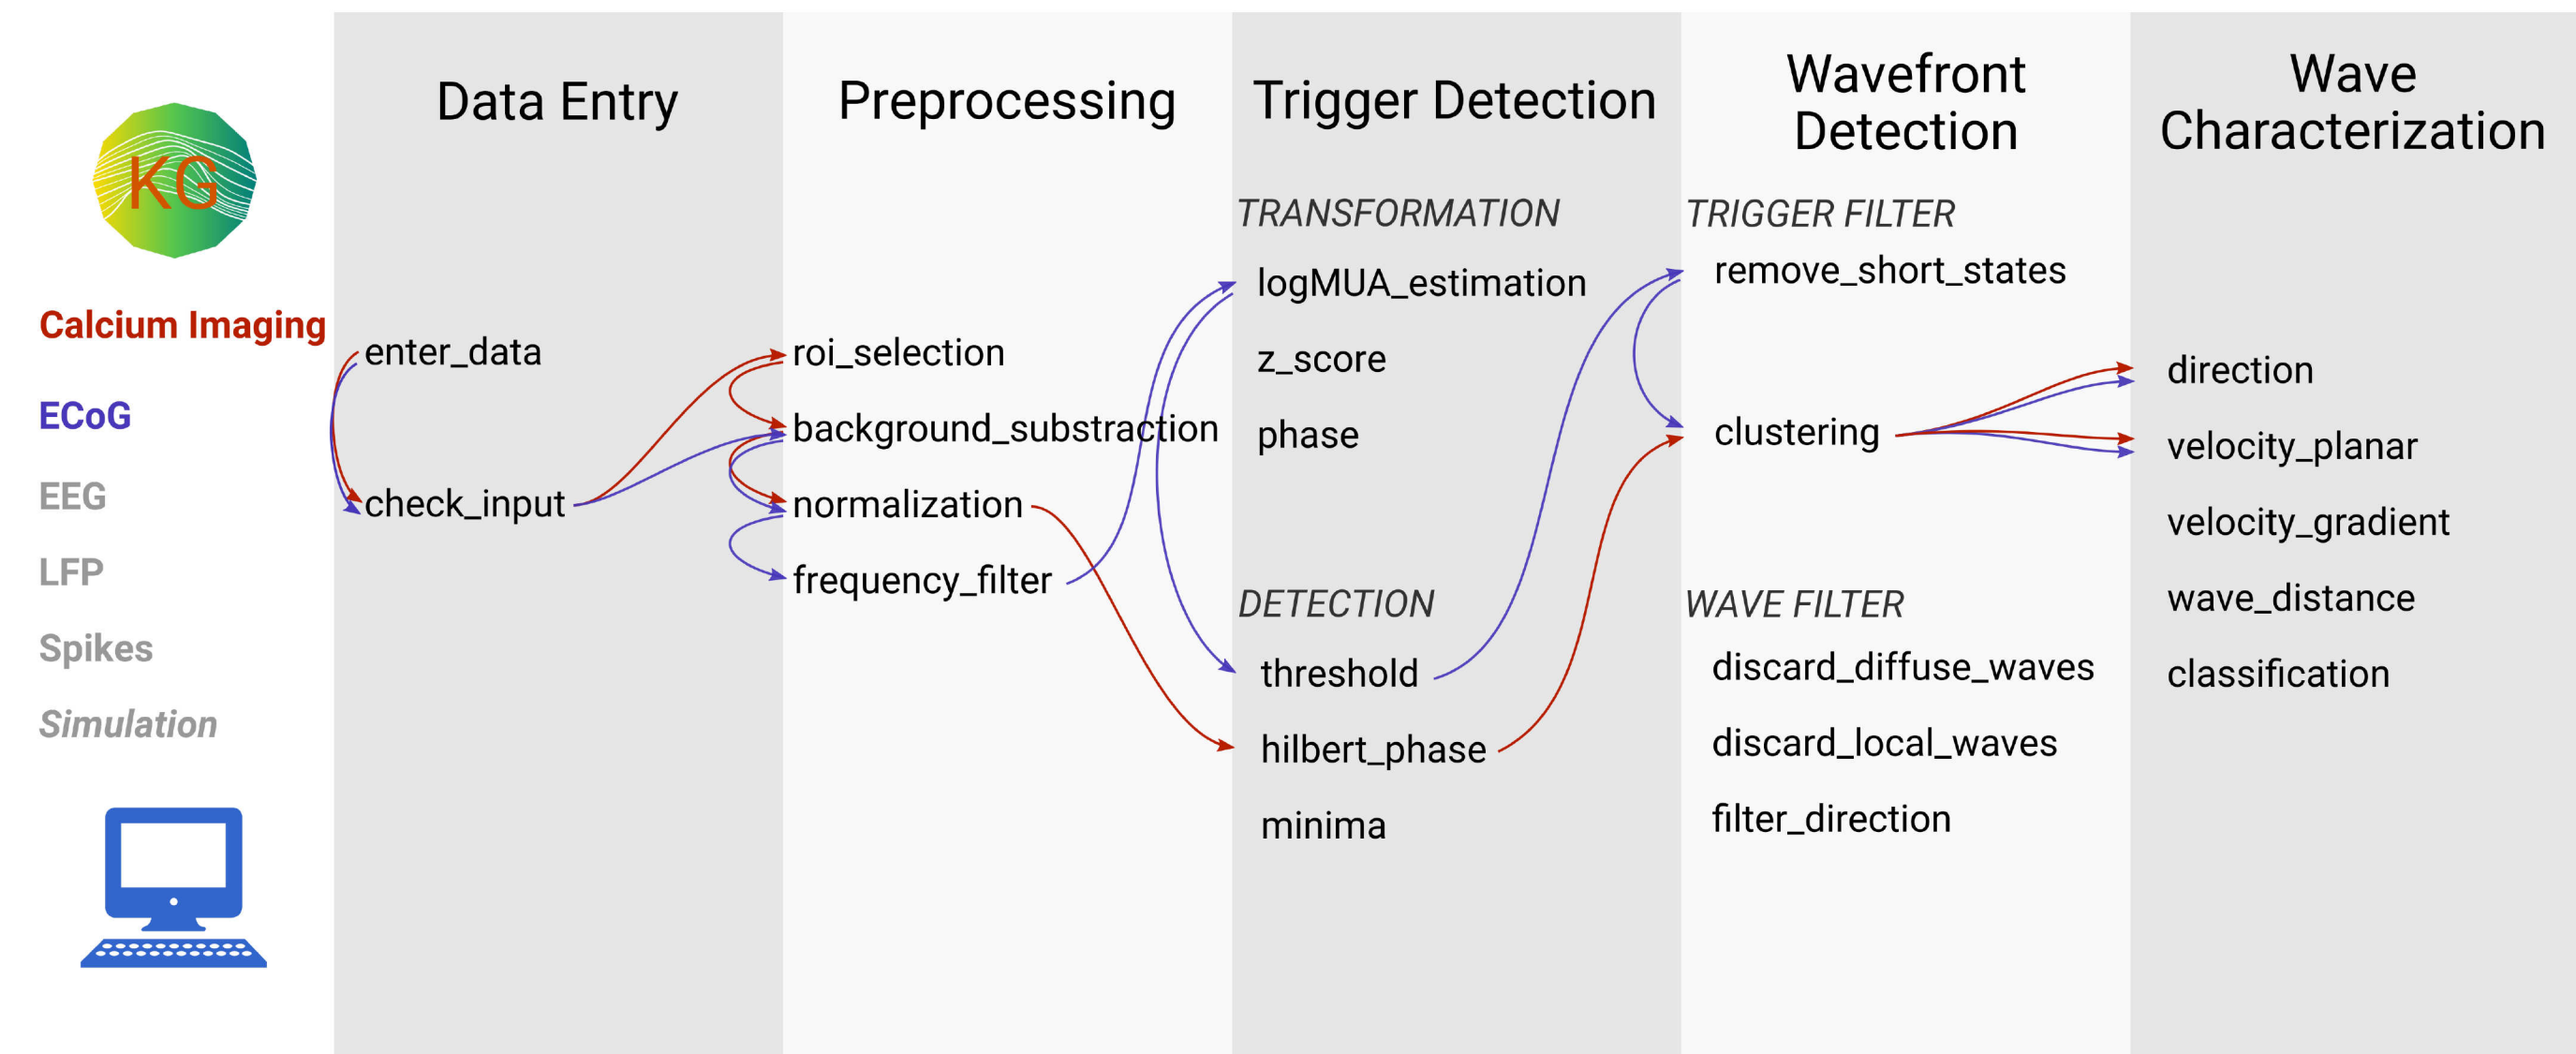 KG
Calcium Imaging
ECoG
EEG
LFP
Spikes
Simulation
Data Entry
enter_data
check_input
Preprocessing
roi_selection
background_substraction
normalization
frequency_filter
Trigger Detection
TRANSFORMATION
logMUA_estimation
z_score
phase
DETECTION
threshold
hilbert_phase
minima
Wavefront
Detection
TRIGGER FILTER
remove_short_states
clustering
WAVE FILTER
discard_diffuse_waves
discard_local_waves
filter_direction
Wave
Characterization
direction
velocity_planar
velocity_gradient
wave_distance
classification